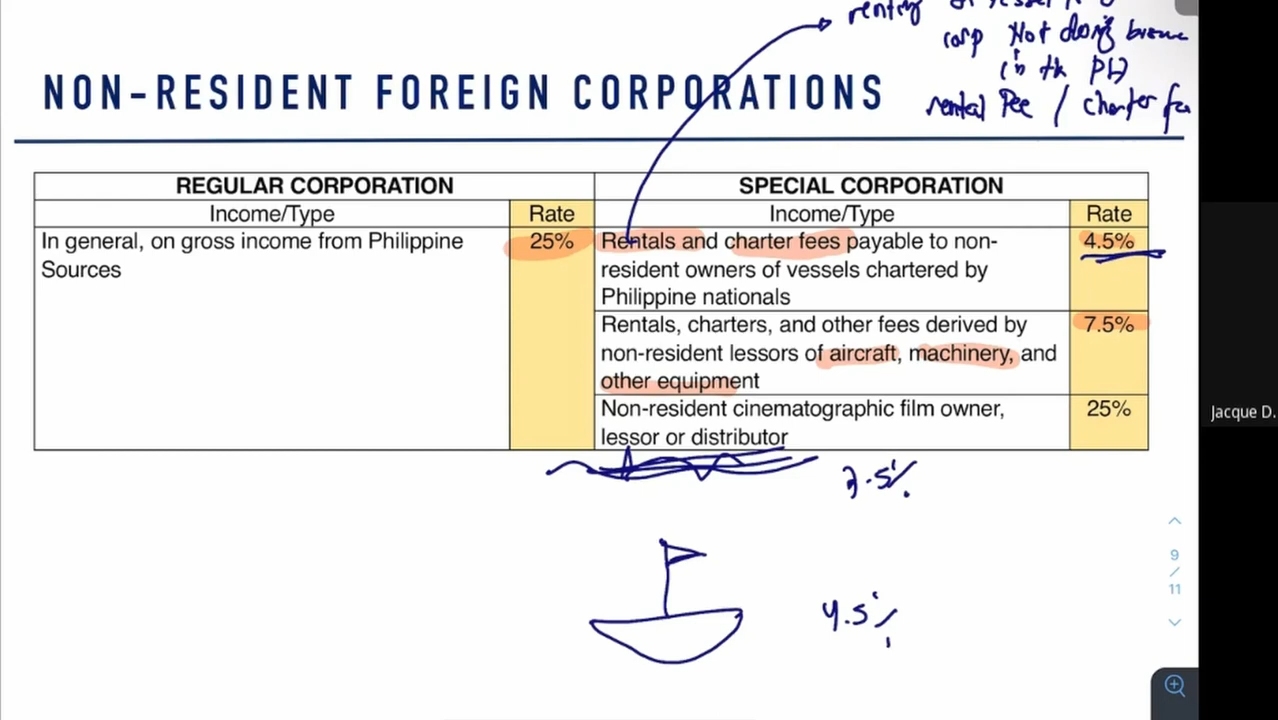 renting
corp Not doing
in the PH
rental Fee / charter fee
NON-RESIDENT FOREIGN CORPORATIONS
REGULAR CORPORATION SPECIAL CORPORATION
Income/Type Rate Income/Type Rate
In general, on gross income from Philippine 25% Rentals and charter fees payable to non- 4.5%
Sources resident owners of vessels chartered by
Philippine nationals
Rentals, charters, and other fees derived by 7.5%
non-resident lessors of aircraft, machinery, and
other equipment
Non-resident cinematographic film owner, 25%
lessor or distributor
7.5%
4.5%
9
/
11
Jacque D.